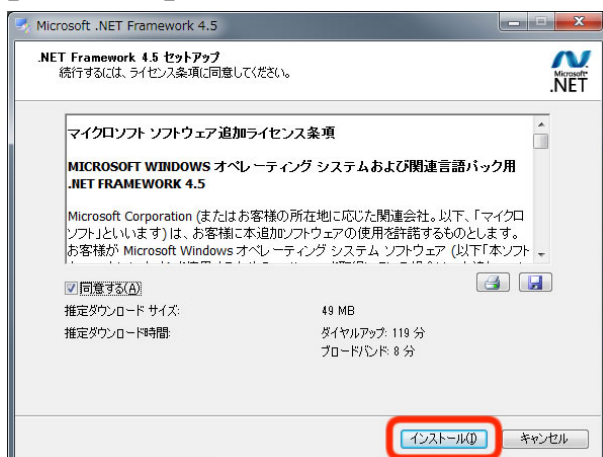 Microsoft .NET Framework 4.5
.NET Framework 4.5 セットアップ
続行するには、ライセンス条項に同意してください。
Microsoft
.NET
マイクロソフト ソフトウェア追加ライセンス条項
MICROSOFT WINDOWS オペレーティング システムおよび関連言語パック用
.NET FRAMEWORK 4.5
Microsoft Corporation (またはお客様の所在地に応じた関連会社。以下、「マイクロ
ソフト」といいます) は、お客様に本追加ソフトウェアの使用を許諾するものとします。
お客様が Microsoft Windows オペレーティング システム ソフトウェア (以下「本ソフト
同意する(A)
推定ダウンロード サイズ: 49 MB
推定ダウンロード時間: ダイヤルアップ: 119 分
ブロードバンド: 8 分
インストール(I)
キャンセル